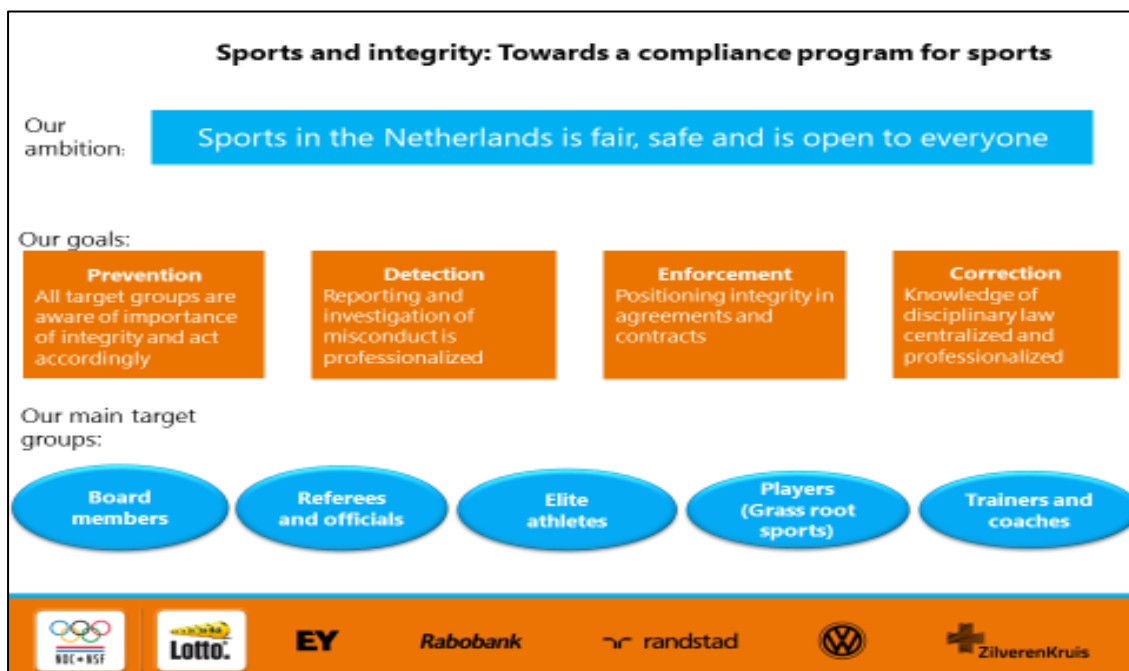 Sports and integrity: Towards a compliance program for sports
Our
ambition:
Sports in the Netherlands is fair, safe and is open to everyone
Our goals:
Prevention
All target groups are
aware of importance
of integrity and act
accordingly
Detection
Reporting and
investigation of
misconduct is
professionalized
Enforcement
Positioning integrity in
agreements and
contracts
Correction
Knowledge of
disciplinary law
centralized and
professionalized
Our main target
groups:
Board
members
Referees
and officials
Elite
athletes
Players
(Grass root
sports)
Trainers and
coaches
NOC*NSF
Lotto.
EY
Rabobank
randstad
ZilverenKruis